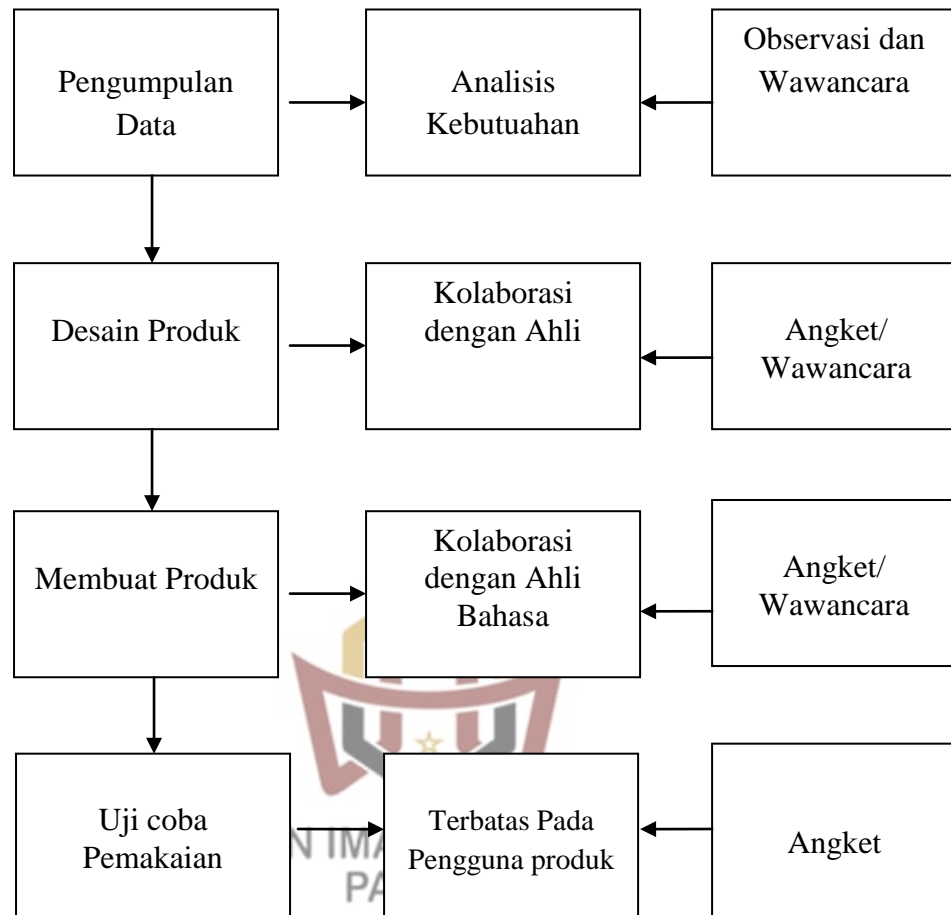 Pengumpulan
Data
Analisis
Kebutuahan
Observasi dan
Wawancara
Desain Produk
Kolaborasi
dengan Ahli
Angket/
Wawancara
Membuat Produk
Kolaborasi
dengan Ahli
Bahasa
Angket/
Wawancara
Uji coba
Pemakaian
Terbatas Pada
Pengguna produk
Angket